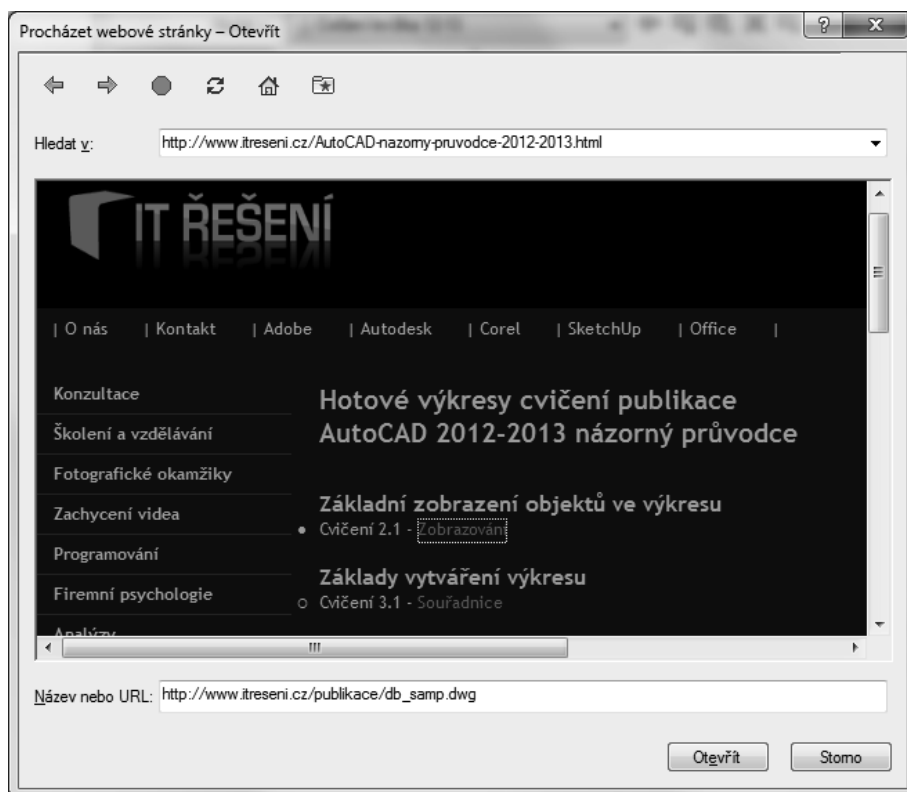 Procházet webové stránky – Otevřít
Hledat v: http://www.itreseni.cz/AutoCAD-nazorny-pruvodce-2012-2013.html
IT ŘEŠENÍ
| O nás | Kontakt | Adobe | Autodesk | Corel | SketchUp | Office |
Konzultace
Školení a vzdělávání
Fotografické okamžiky
Zachycení videa
Programování
Firemní psychologie
Analýzy
Hotové výkresy cvičení publikace
AutoCAD 2012-2013 názorný průvodce
Základní zobrazení objektů ve výkresu
Cvičení 2.1 - Zobrazování
Základy vytváření výkresu
Cvičení 3.1 - Souřadnice
Název nebo URL: http://www.itreseni.cz/publikace/db_samp.dwg
Otevřít Storno